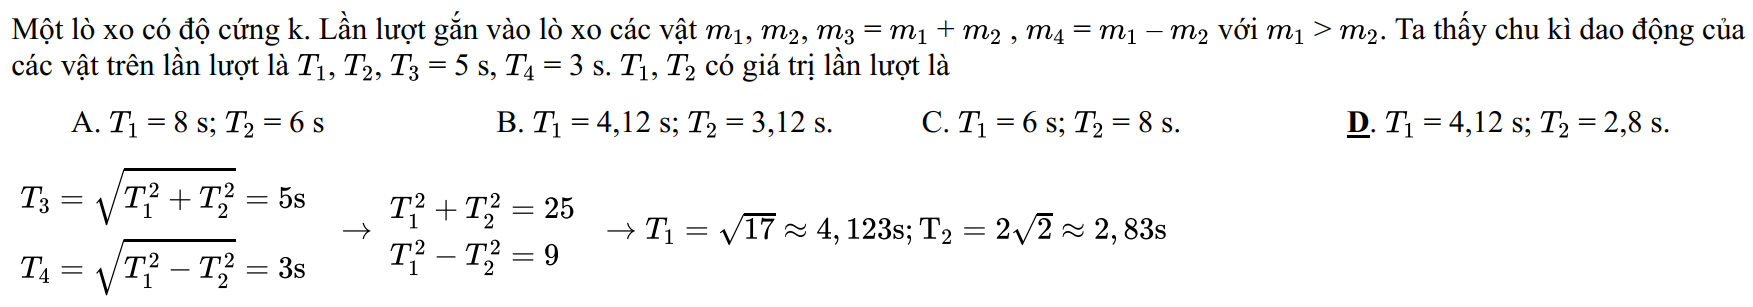 Một lò xo có độ cứng k. Lần lượt gắn vào lò xo các vật m₁, m₂, m₃ = m₁ + m₂ , m₄ = m₁ − m₂ với m₁ > m₂. Ta thấy chu kì dao động của
các vật trên lần lượt là T₁, T₂, T₃ = 5 s, T₄ = 3 s. T₁, T₂ có giá trị lần lượt là
A. T₁ = 8 s; T₂ = 6 s B. T₁ = 4,12 s; T₂ = 3,12 s. C. T₁ = 6 s; T₂ = 8 s. D. T₁ = 4,12 s; T₂ = 2,8 s.
T₃ = √(T₁² + T₂²) = 5s
T₄ = √(T₁² − T₂²) = 3s
→ T₁² + T₂² = 25
T₁² − T₂² = 9
→ T₁ = √17 ≈ 4, 123s; T₂ = 2√2 ≈ 2, 83s